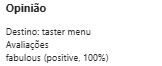 Opinião
Destino: taster menu
Avaliações
fabulous (positive, 100%)